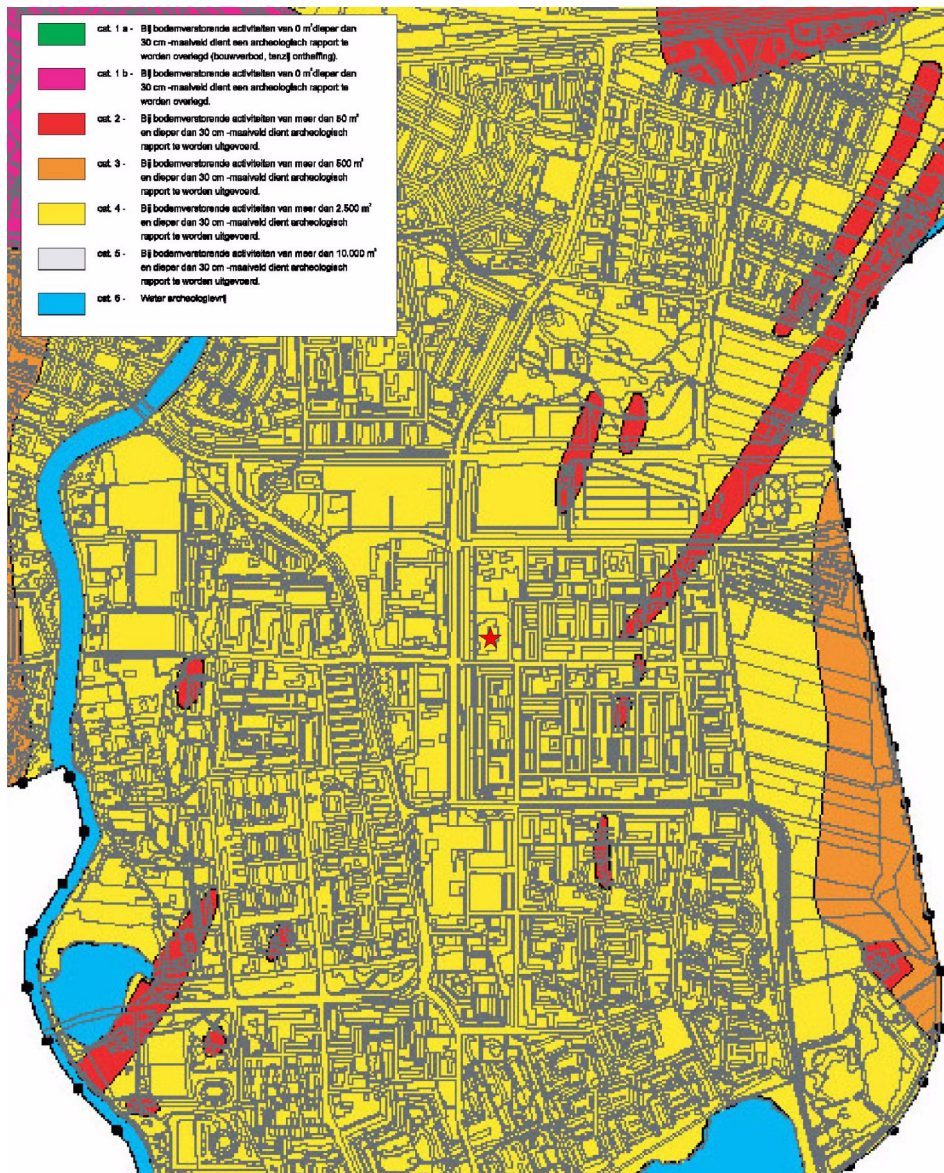 cat. 1 a - Bij bodemverstorende activiteiten van 0 m² dieper dan
30 cm -maaiveld dient een archeologisch rapport te
worden overlegd (bouwverbod, tenzij ontheffing).
cat. 1 b - Bij bodemverstorende activiteiten van 0 m² dieper dan
30 cm -maaiveld dient een archeologisch rapport te
worden overlegd.
cat. 2 - Bij bodemverstorende activiteiten van meer dan 50 m²
en dieper dan 30 cm -maaiveld dient archeologisch
rapport te worden uitgevoerd.
cat. 3 - Bij bodemverstorende activiteiten van meer dan 500 m²
en dieper dan 30 cm -maaiveld dient archeologisch
rapport te worden uitgevoerd.
cat. 4 - Bij bodemverstorende activiteiten van meer dan 2.500 m²
en dieper dan 30 cm -maaiveld dient archeologisch
rapport te worden uitgevoerd.
cat. 5 - Bij bodemverstorende activiteiten van meer dan 10.000 m²
en dieper dan 30 cm -maaiveld dient archeologisch
rapport te worden uitgevoerd.
cat. 6 - Water archeologievrij